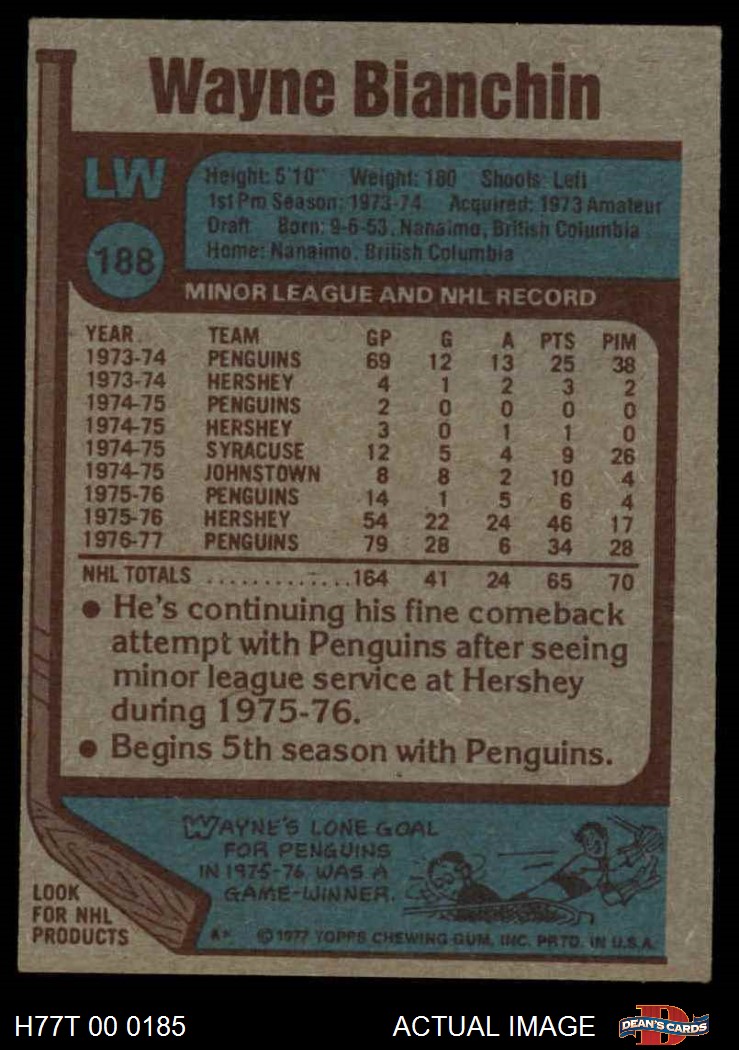 Wayne Bianchin
LW
Height: 5'10" Weight: 180 Shoots: Left
1st Pro Season: 1973-74 Acquired: 1973 Amateur
Draft Born: 9-6-53, Nanaimo, British Columbia
Home: Nanaimo, British Columbia
188
MINOR LEAGUE AND NHL RECORD
YEAR TEAM GP G A PTS PIM
1973-74 PENGUINS 69 12 13 25 38
1973-74 HERSHEY 4 1 2 3 2
1974-75 PENGUINS 2 0 0 0 0
1974-75 HERSHEY 3 0 1 1 0
1974-75 SYRACUSE 12 5 4 9 26
1974-75 JOHNSTOWN 8 8 2 10 4
1975-76 PENGUINS 14 1 5 6 4
1975-76 HERSHEY 54 22 24 46 17
1976-77 PENGUINS 79 28 6 34 28
NHL TOTALS .............164 41 24 65 70
● He's continuing his fine comeback
attempt with Penguins after seeing
minor league service at Hershey
during 1975-76.
● Begins 5th season with Penguins.
WAYNE'S LONE GOAL
FOR PENGUINS
IN 1975-76 WAS A
GAME-WINNER.
LOOK
FOR NHL
PRODUCTS
A* © 1977 TOPPS CHEWING GUM, INC. PRTD. IN U.S.A.
H77T 00 0185 ACTUAL IMAGE
D
DEAN'S CARDS